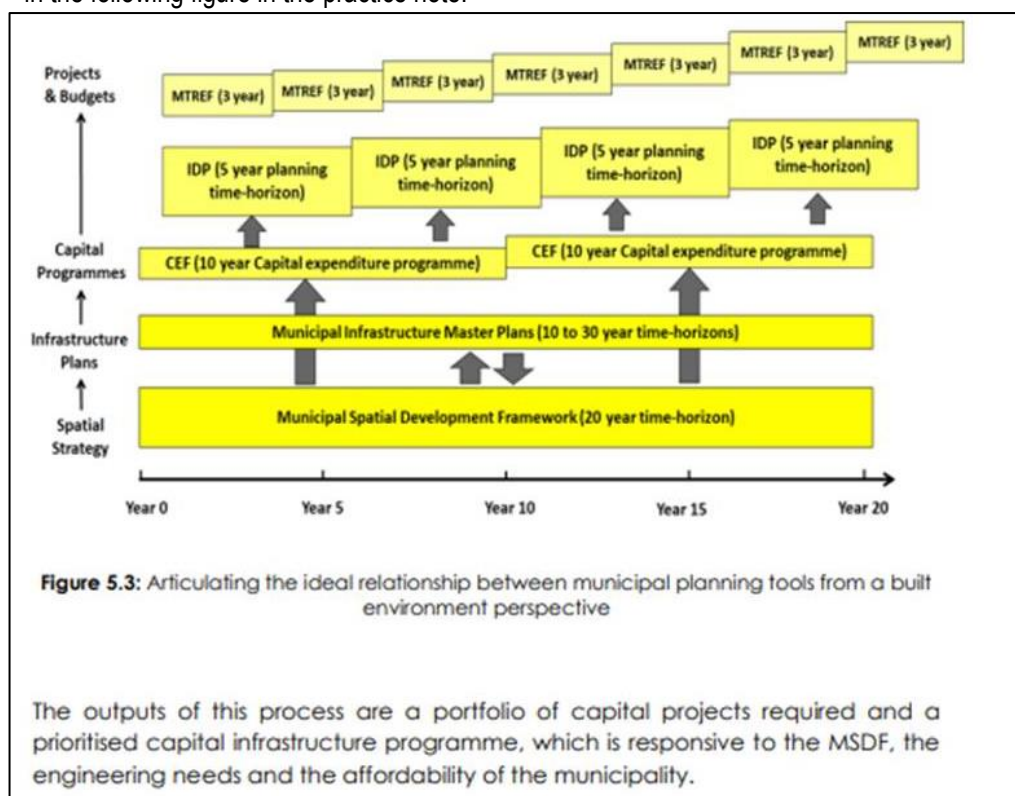 in the following figure in the practice note:
Projects
& Budgets
MTREF (3 year)
MTREF (3 year)
MTREF (3 year)
MTREF (3 year)
MTREF (3 year)
MTREF (3 year)
MTREF (3 year)
IDP (5 year planning
time-horizon)
IDP (5 year planning
time-horizon)
IDP (5 year planning
time-horizon)
IDP (5 year planning
time-horizon)
Capital
Programmes
CEF (10 year Capital expenditure programme)
CEF (10 year Capital expenditure programme)
Infrastructure
Plans
Municipal Infrastructure Master Plans (10 to 30 year time-horizons)
Spatial
Strategy
Municipal Spatial Development Framework (20 year time-horizon)
Year 0
Year 5
Year 10
Year 15
Year 20
Figure 5.3: Articulating the ideal relationship between municipal planning tools from a built
environment perspective
The outputs of this process are a portfolio of capital projects required and a
prioritised capital infrastructure programme, which is responsive to the MSDF, the
engineering needs and the affordability of the municipality.